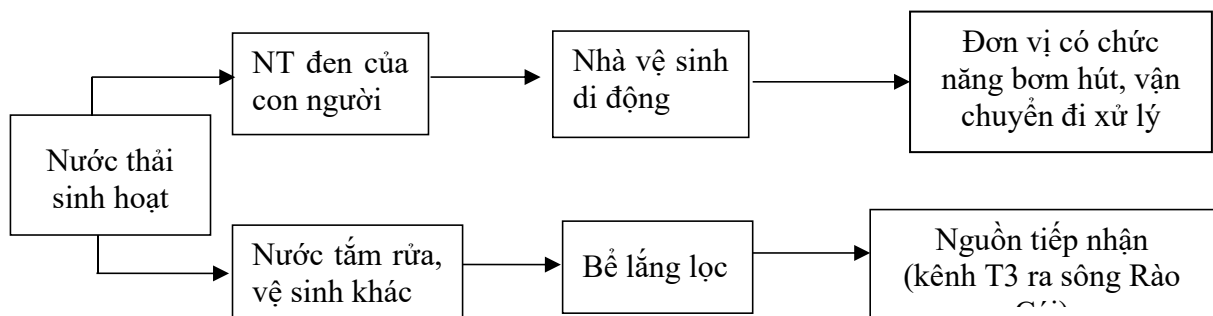 NT đen của
con người
Nhà vệ sinh
di động
Đơn vị có chức
năng bơm hút, vận
chuyển đi xử lý
Nước thải
sinh hoạt
Nước tắm rửa,
vệ sinh khác
Bể lắng lọc
Nguồn tiếp nhận
(kênh T3 ra sông Rào